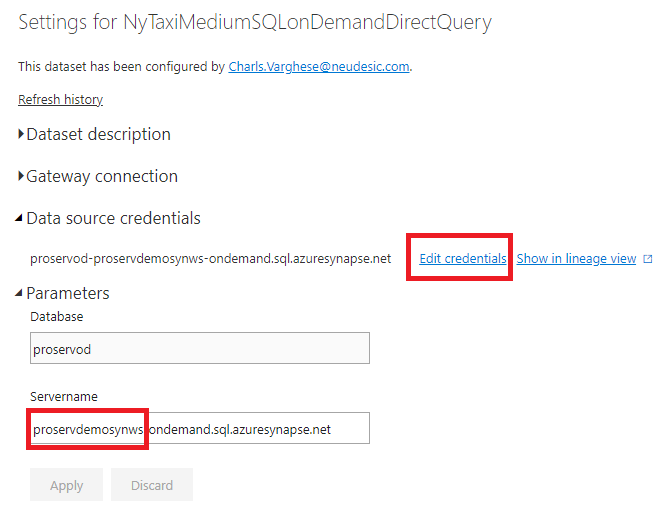 Settings for NyTaxiMediumSQLonDemandDirectQuery
This dataset has been configured by Charls.Varghese@neudesic.com.
Refresh history
Dataset description
Gateway connection
Data source credentials
proservod-proservdemosynws-ondemand.sql.azuresynapse.net Edit credentials Show in lineage view
Parameters
Database
proservod
Servername
proservdemosynws-ondemand.sql.azuresynapse.net
Apply Discard